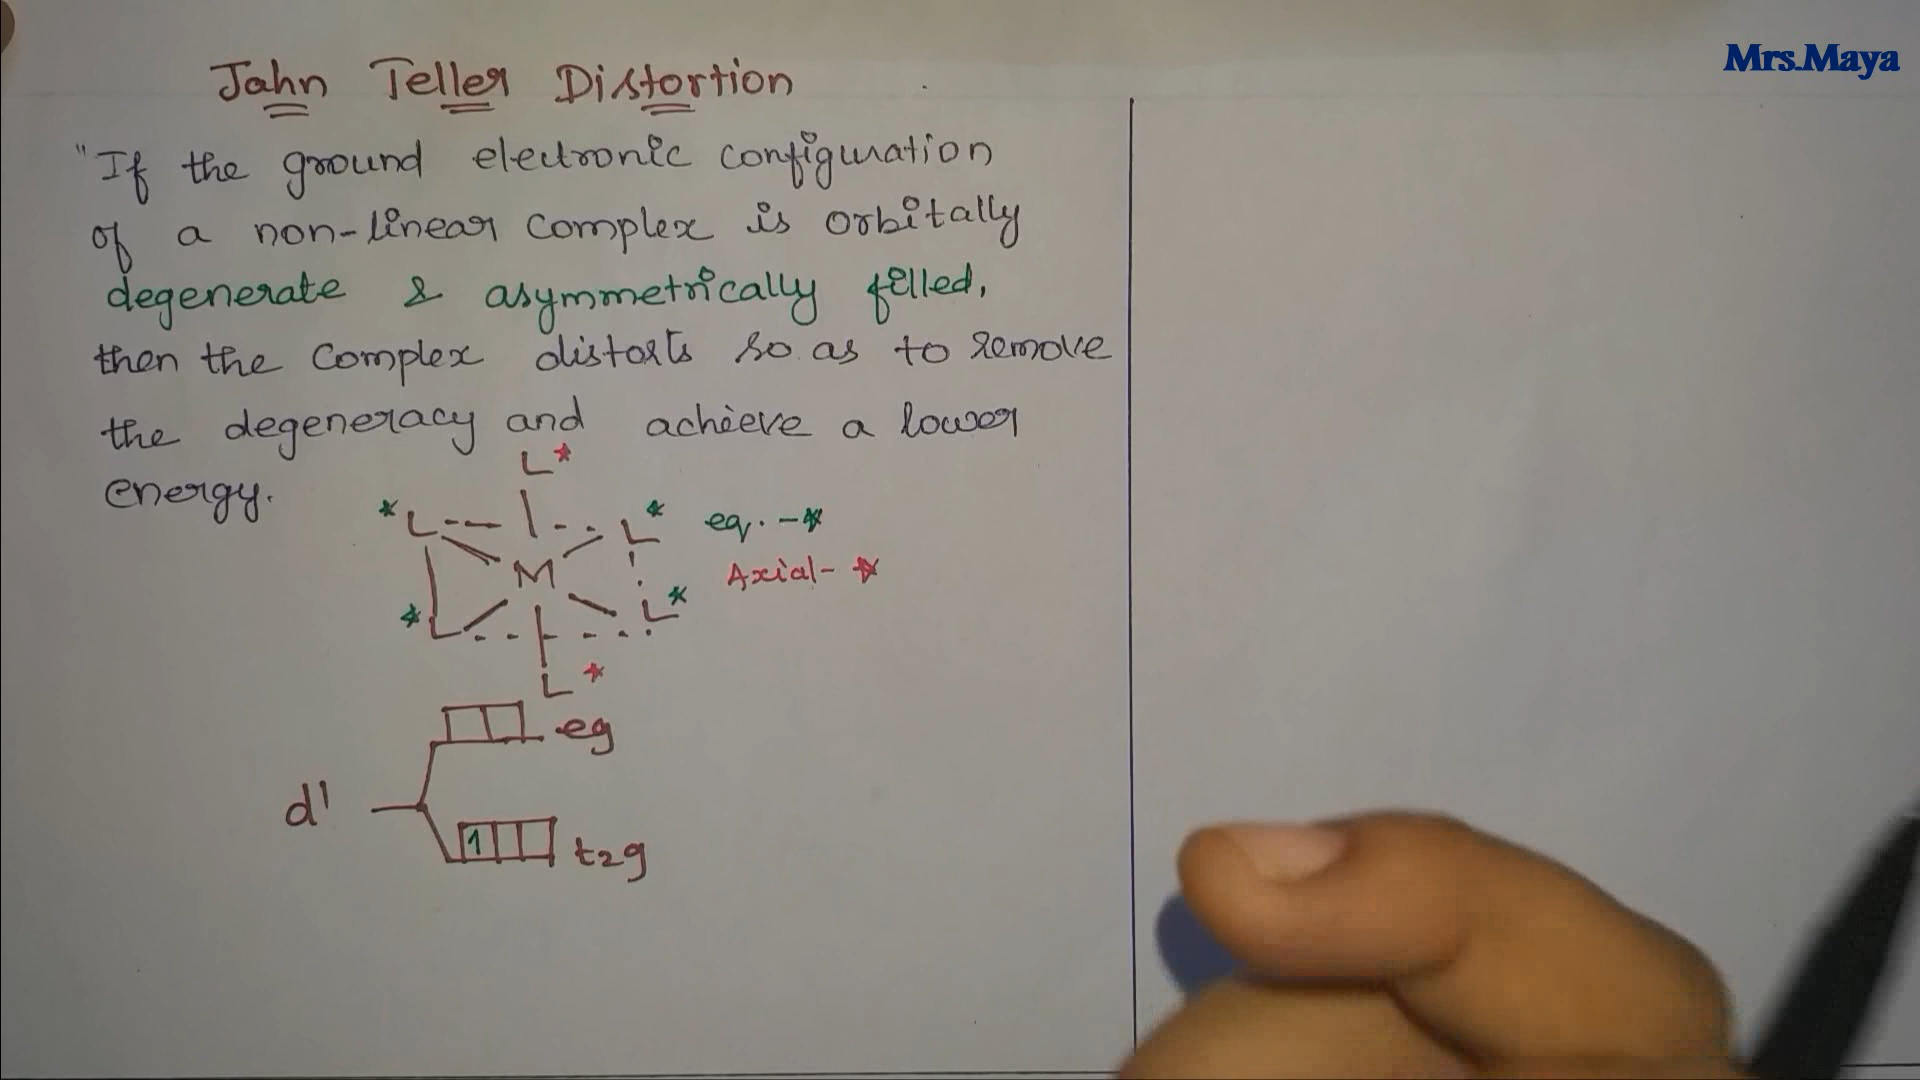 Mrs.Maya
Jahn Teller Distortion
"If the ground electronic configuration
of a non-linear complex is orbitally
degenerate & asymmetrically filled,
then the complex distorts so as to remove
the degeneracy and achieve a lower
energy.
L*
*L L* eq. - *
M Axial - *
*L L*
L*
eg
d1
1 t2g